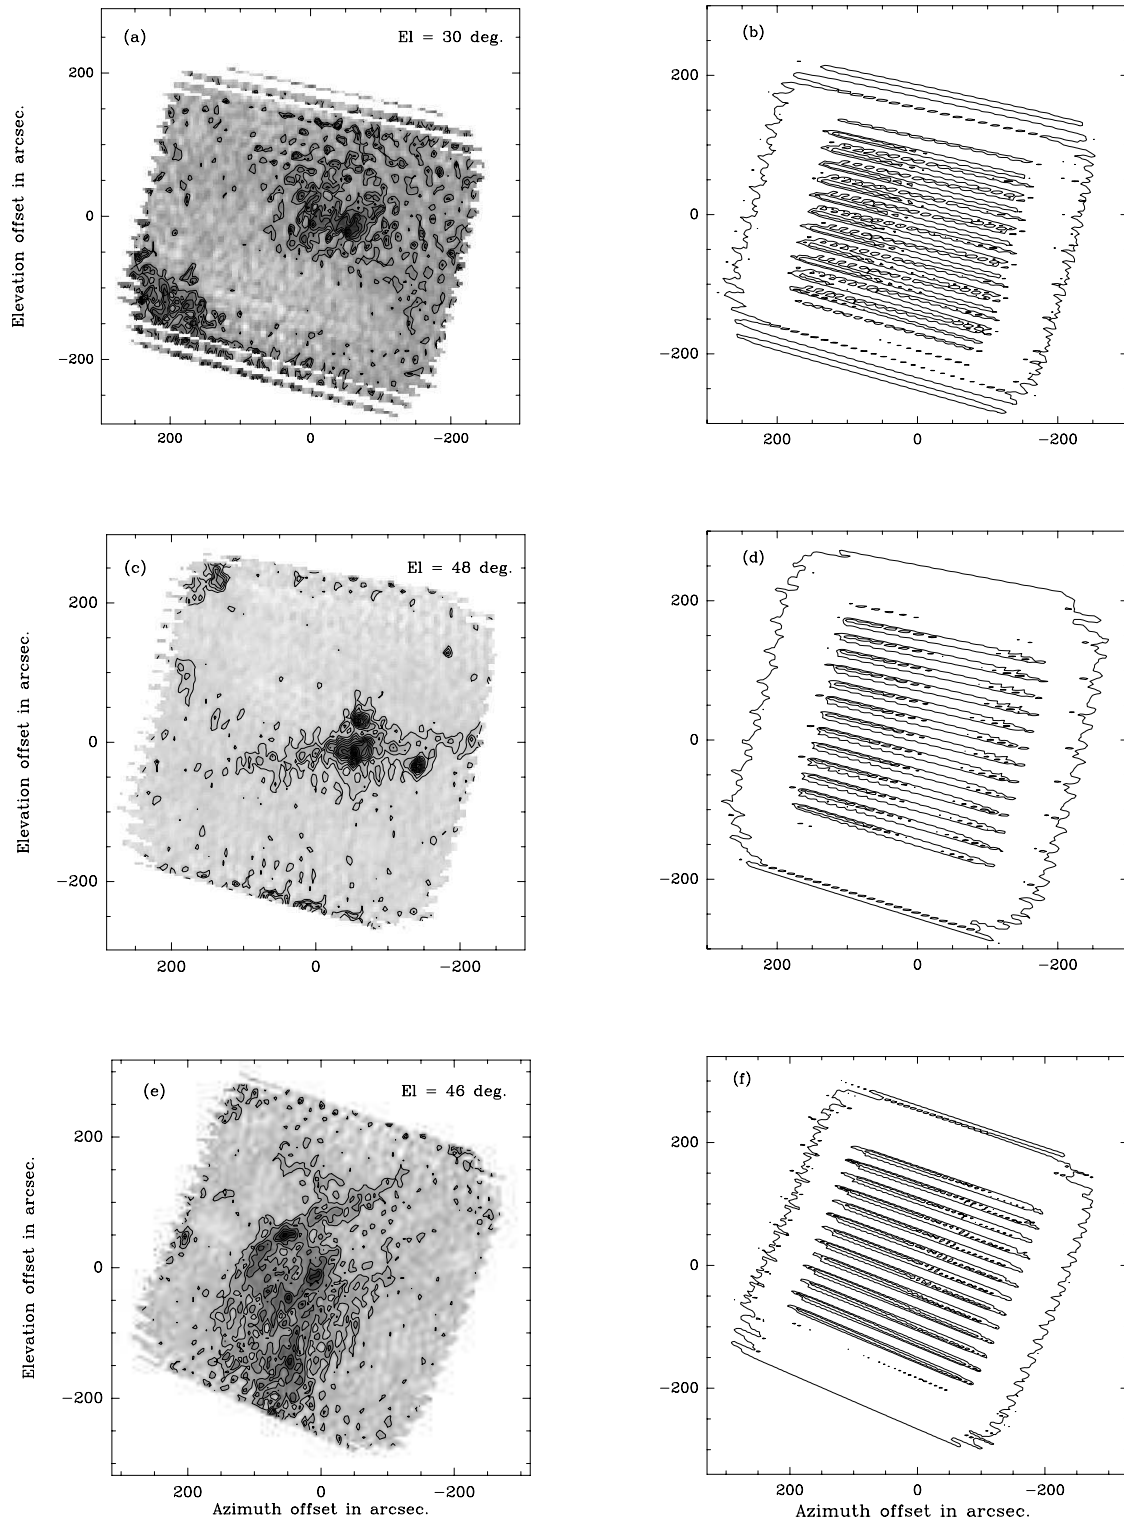 (a) El = 30 deg.
200
0
−200
Elevation offset in arcsec.
200 0 −200
(b)
200
0
−200
200 0 −200
(c) El = 48 deg.
200
0
−200
Elevation offset in arcsec.
200 0 −200
(d)
200
0
−200
200 0 −200
(e) El = 46 deg.
200
0
−200
Elevation offset in arcsec.
200 0 −200
Azimuth offset in arcsec.
(f)
200
0
−200
200 0 −200
Azimuth offset in arcsec.